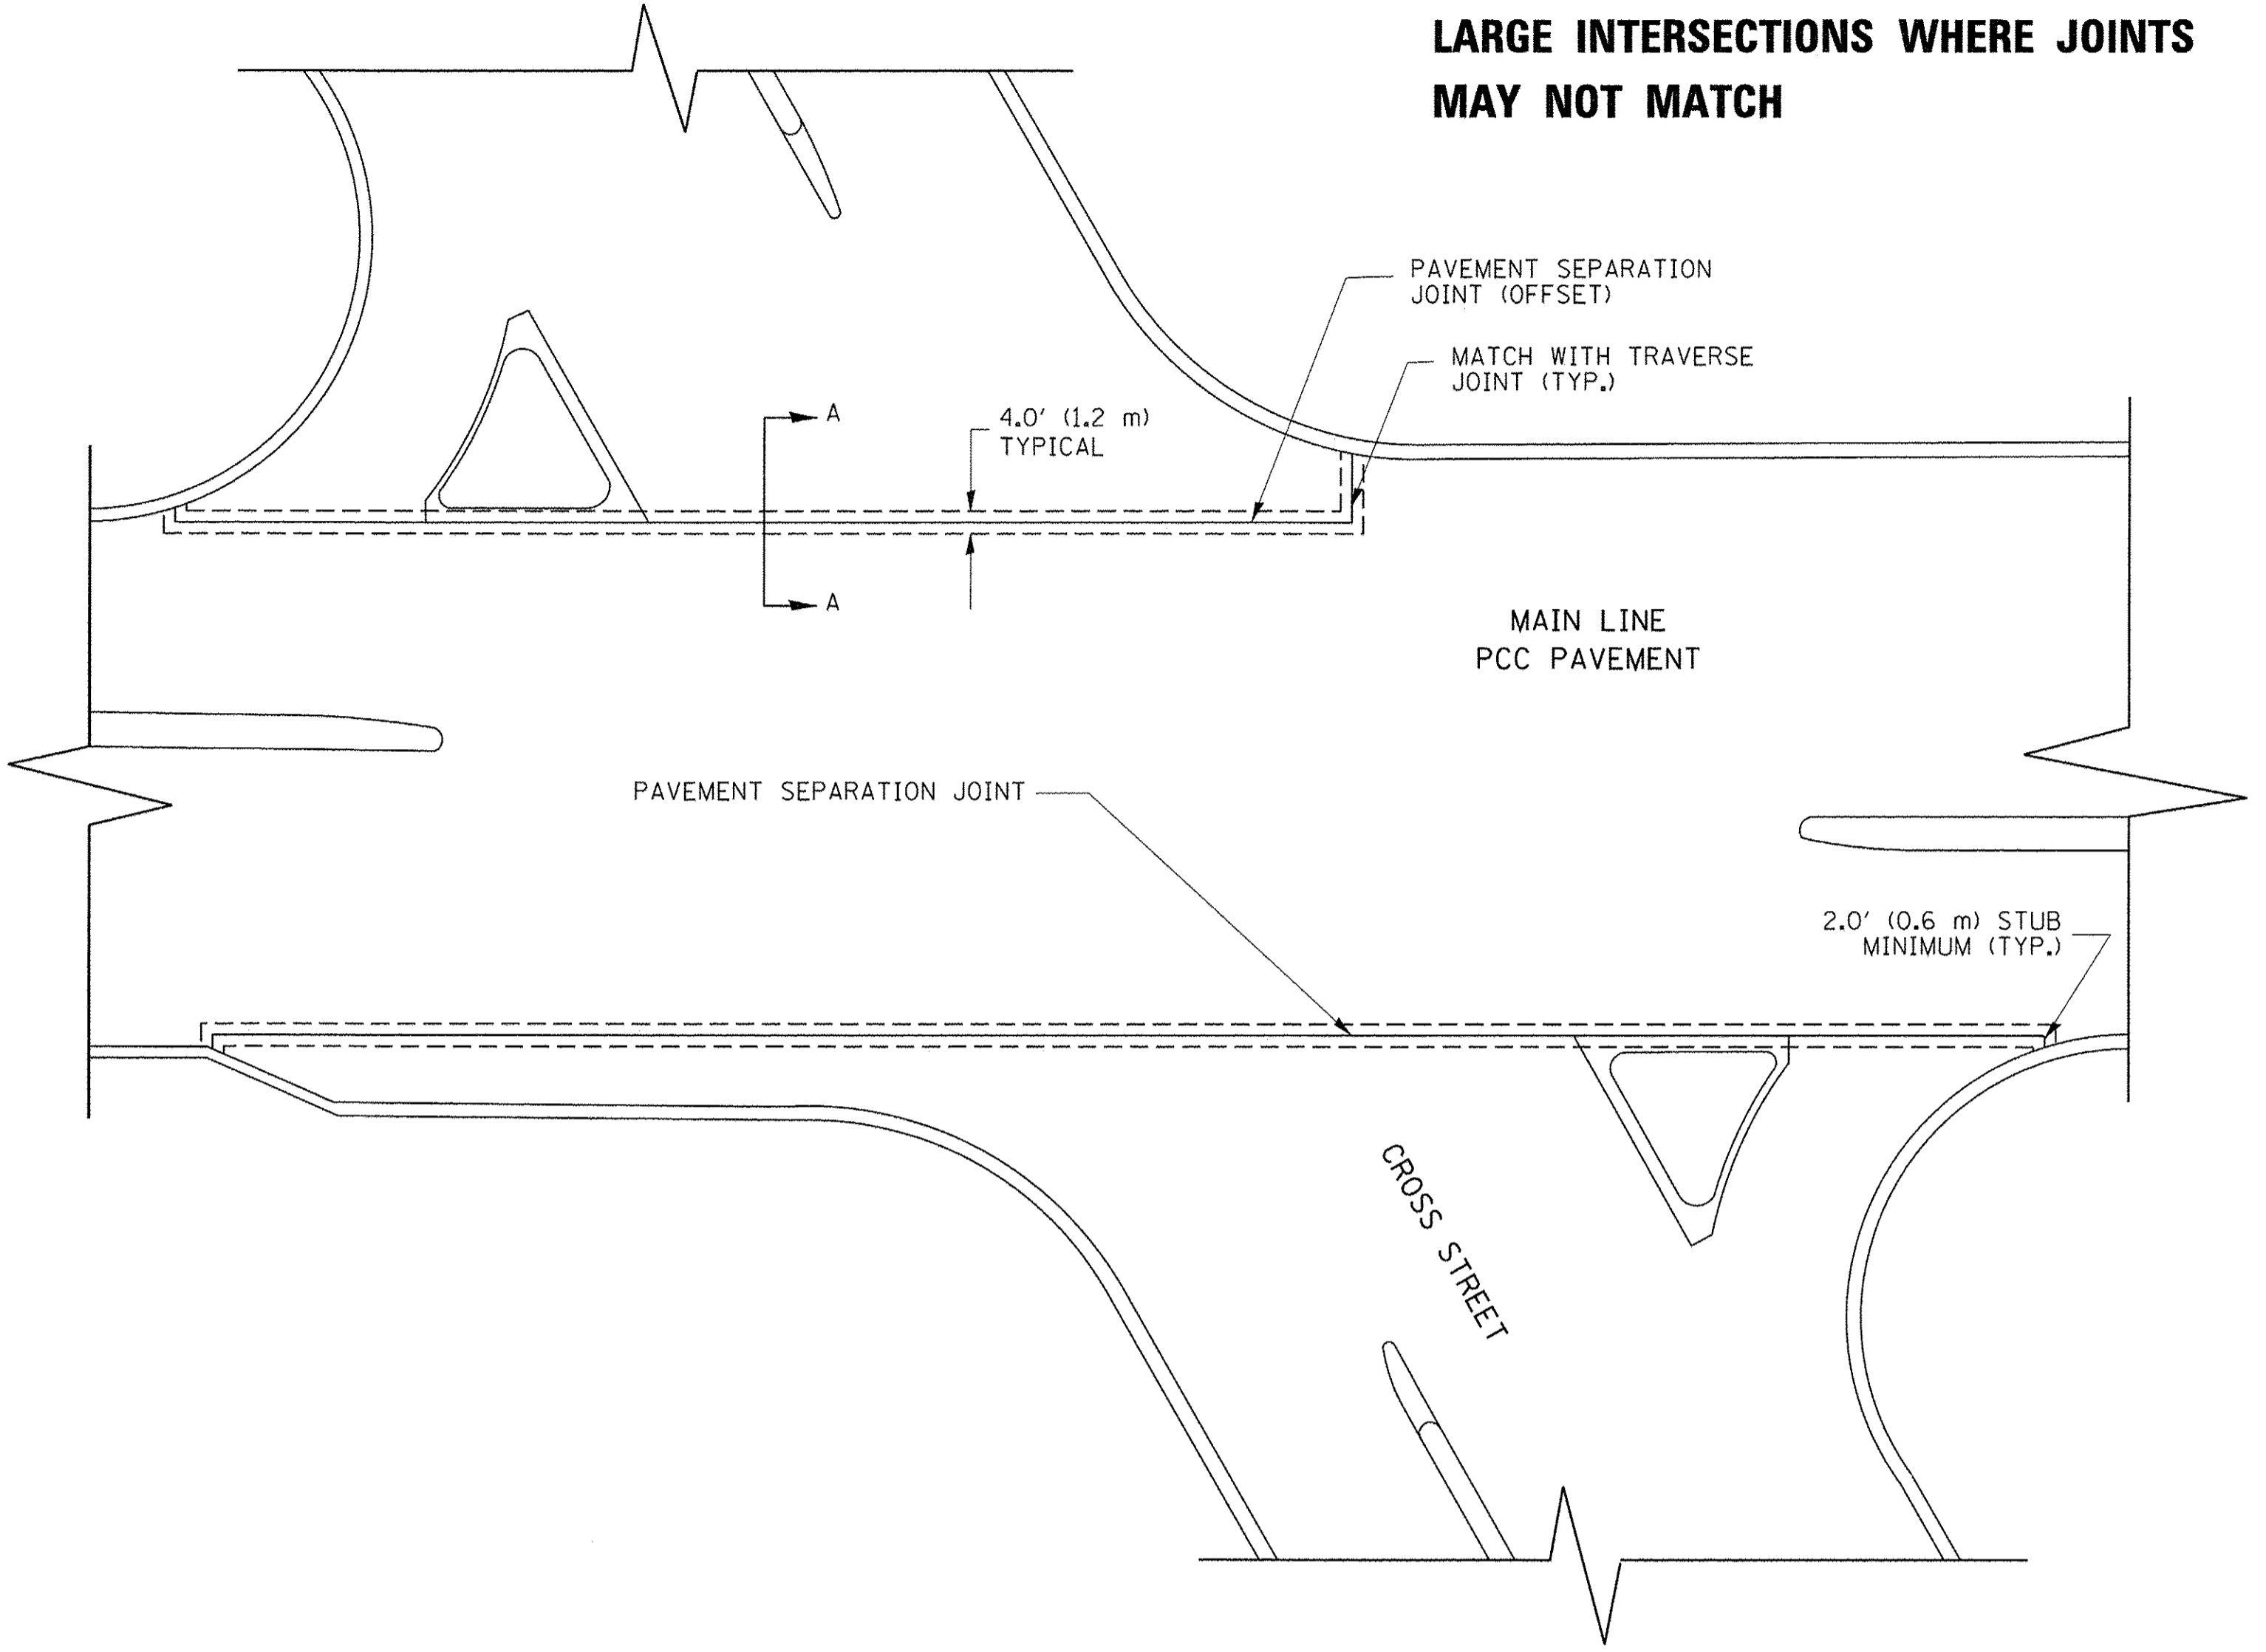 LARGE INTERSECTIONS WHERE JOINTS
MAY NOT MATCH
PAVEMENT SEPARATION
JOINT (OFFSET)
MATCH WITH TRAVERSE
JOINT (TYP.)
4.0' (1.2 m)
TYPICAL
A
A
MAIN LINE
PCC PAVEMENT
PAVEMENT SEPARATION JOINT
2.0' (0.6 m) STUB
MINIMUM (TYP.)
CROSS STREET